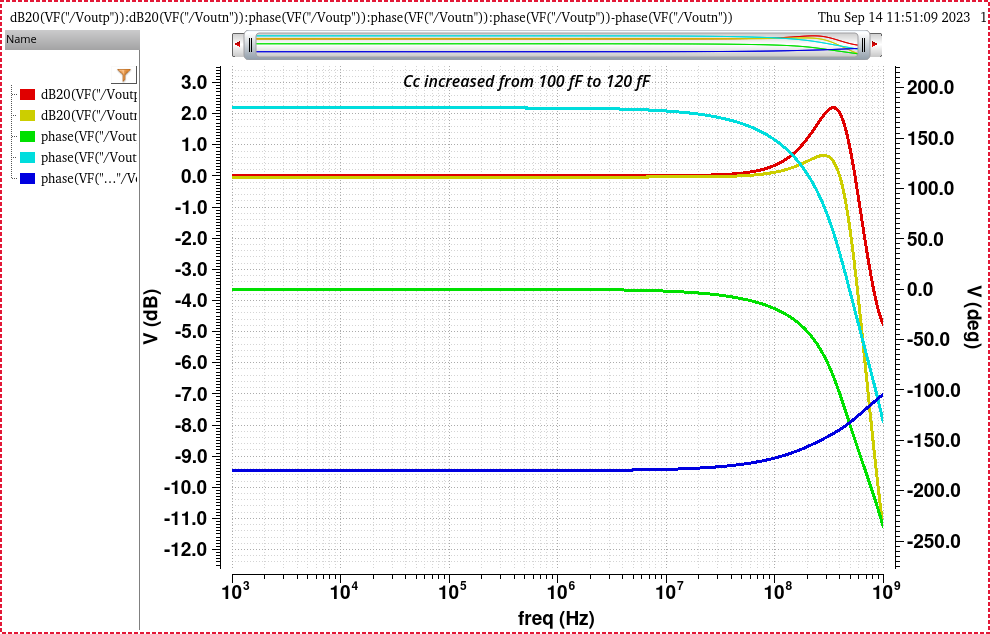 dB20(VF("/Voutp")):dB20(VF("/Voutn")):phase(VF("/Voutp")):phase(VF("/Voutn")):phase(VF("/Voutp"))-phase(VF("/Voutn")) Thu Sep 14 11:51:09 2023 1
Name
dB20(VF("/Voutp
dB20(VF("/Voutn
phase(VF("/Vout
phase(VF("/Vout
phase(VF("..."/V
Cc increased from 100 fF to 120 fF
V (dB)
3.0
2.0
1.0
0.0
-1.0
-2.0
-3.0
-4.0
-5.0
-6.0
-7.0
-8.0
-9.0
-10.0
-11.0
-12.0
200.0
150.0
100.0
50.0
0.0
-50.0
-100.0
-150.0
-200.0
-250.0
V (deg)
10³ 10⁴ 10⁵ 10⁶ 10⁷ 10⁸ 10⁹
freq (Hz)